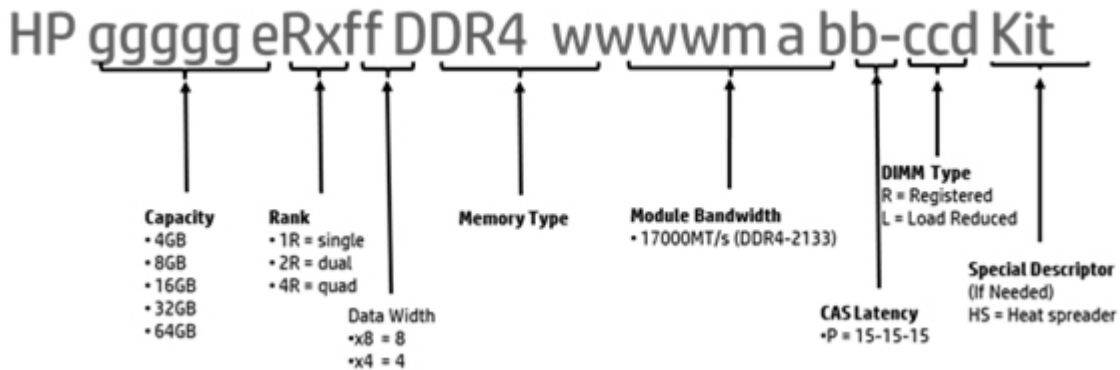 HP ggggg eRxff DDR4 wwwwm a bb-ccd Kit
Capacity
• 4GB
• 8GB
• 16GB
• 32GB
• 64GB
Rank
• 1R = single
• 2R = dual
• 4R = quad
Data Width
•x8 = 8
•x4 = 4
Memory Type
Module Bandwidth
• 17000MT/s (DDR4-2133)
CAS Latency
•P = 15-15-15
DIMM Type
R = Registered
L = Load Reduced
Special Descriptor
(If Needed)
HS = Heat spreader